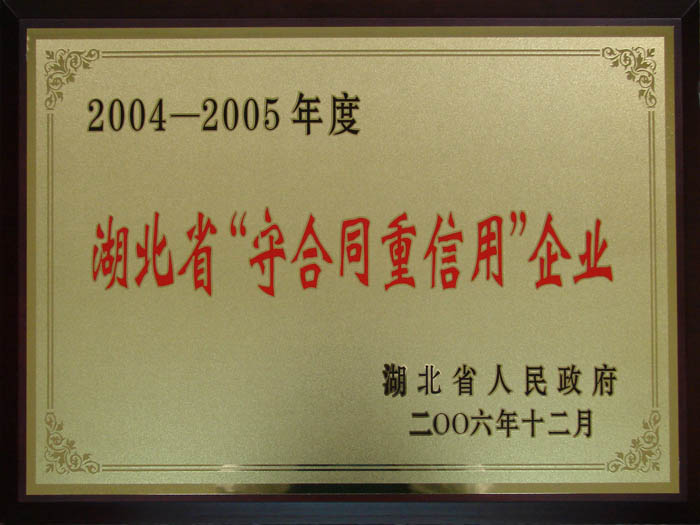 2004—2005年度
湖北省“守合同重信用”企业
湖北省人民政府
二OO六年十二月